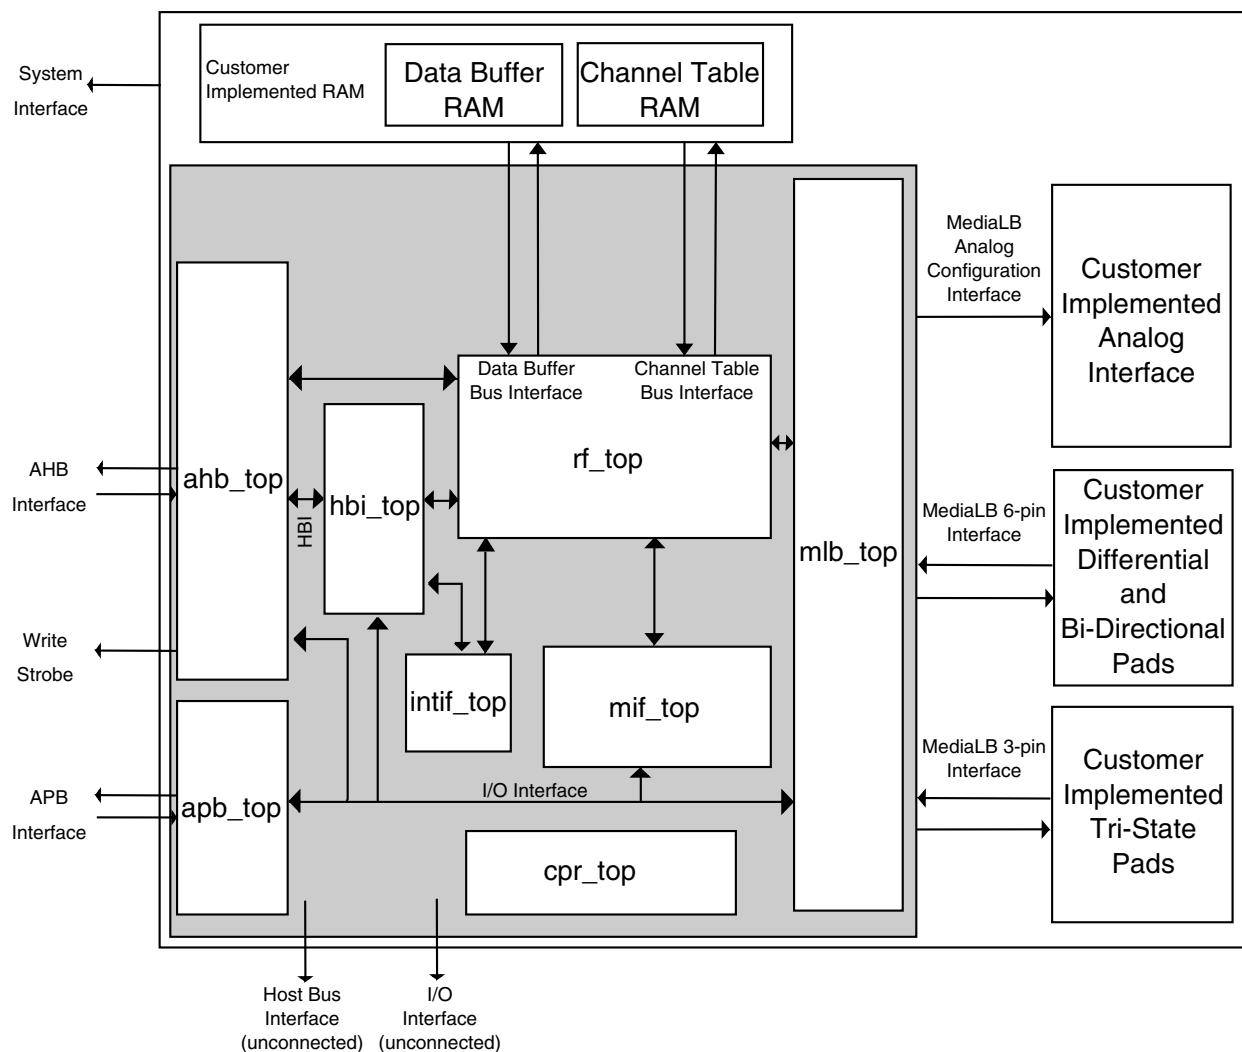 System
Interface
Customer
Implemented RAM
Data Buffer
RAM
Channel Table
RAM
MediaLB
Analog
Configuration
Interface
Customer
Implemented
Analog
Interface
Data Buffer
Bus Interface
Channel Table
Bus Interface
rf_top
AHB
Interface
ahb_top
HBI
hbi_top
mlb_top
MediaLB 6-pin
Interface
Customer
Implemented
Differential
and
Bi-Directional
Pads
Write
Strobe
intif_top
mif_top
MediaLB 3-pin
Interface
Customer
Implemented
Tri-State
Pads
APB
Interface
apb_top
I/O Interface
cpr_top
Host Bus
Interface
(unconnected)
I/O
Interface
(unconnected)